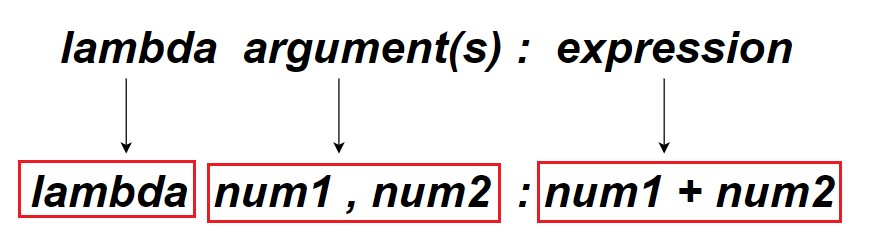 lambda argument(s) : expression
lambda num1 , num2 : num1 + num2